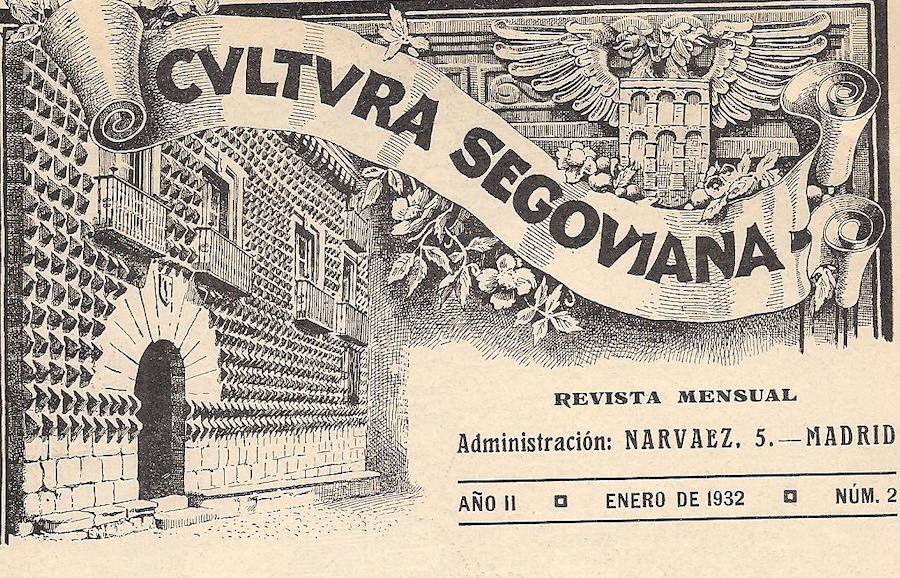 CVLTVRA SEGOVIANA
REVISTA MENSUAL
Administración: NARVAEZ, 5.—MADRID
AÑO II ¤ ENERO DE 1932 ¤ NÚM. 2